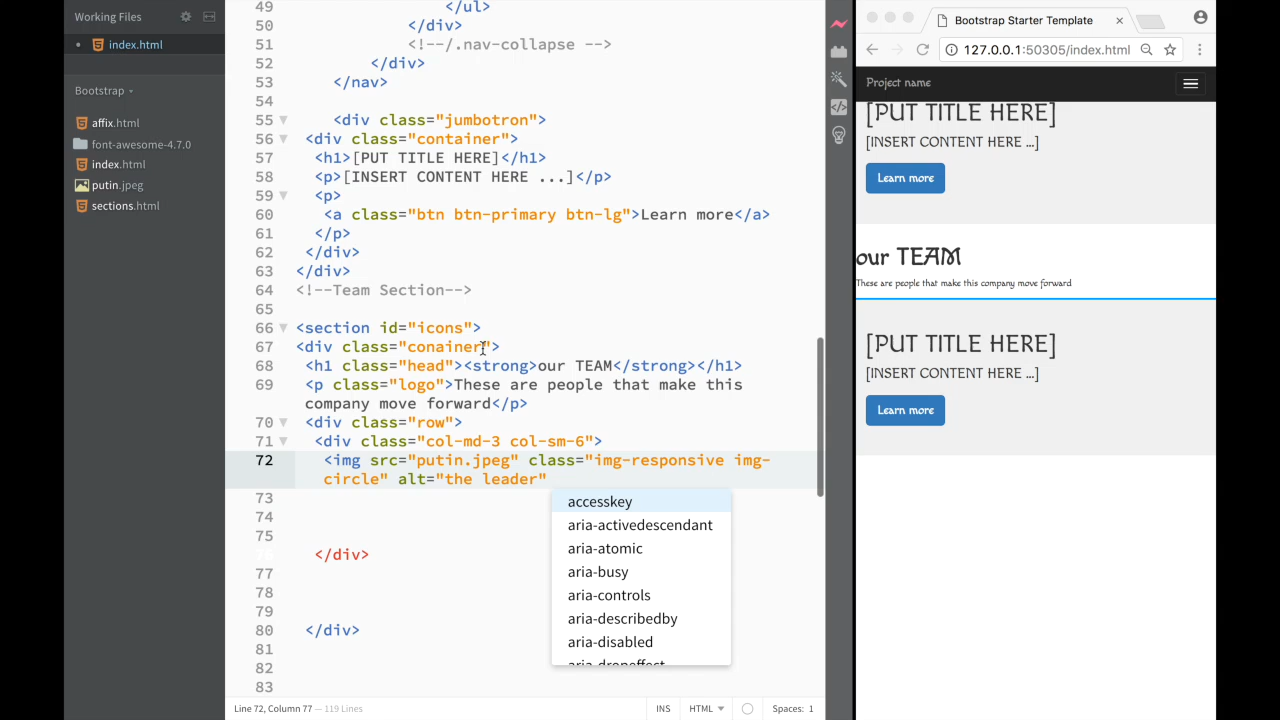 Working Files
index.html
Bootstrap
affix.html
font-awesome-4.7.0
index.html
putin.jpeg
sections.html
49 </ul>
50 </div>
51 <!--/.nav-collapse -->
52 </div>
53 </nav>
54
55 <div class="jumbotron">
56 <div class="container">
57 <h1>[PUT TITLE HERE]</h1>
58 <p>[INSERT CONTENT HERE ...]</p>
59 <p>
60 <a class="btn btn-primary btn-lg">Learn more</a>
61 </p>
62 </div>
63 </div>
64 <!--Team Section-->
65
66 <section id="icons">
67 <div class="conainer">
68 <h1 class="head"><strong>our TEAM</strong></h1>
69 <p class="logo">These are people that make this
company move forward</p>
70 <div class="row">
71 <div class="col-md-3 col-sm-6">
72 <img src="putin.jpeg" class="img-responsive img-
circle" alt="the leader"
73
74
75
76 </div>
77
78
79
80 </div>
81
82
83
accesskey
aria-activedescendant
aria-atomic
aria-busy
aria-controls
aria-describedby
aria-disabled
aria-dropeffect
Line 72, Column 77 — 119 Lines
INS
HTML
Spaces: 1
Bootstrap Starter Template
127.0.0.1:50305/index.html
Project name
[PUT TITLE HERE]
[INSERT CONTENT HERE ...]
Learn more
our TEAM
These are people that make this company move forward
[PUT TITLE HERE]
[INSERT CONTENT HERE ...]
Learn more